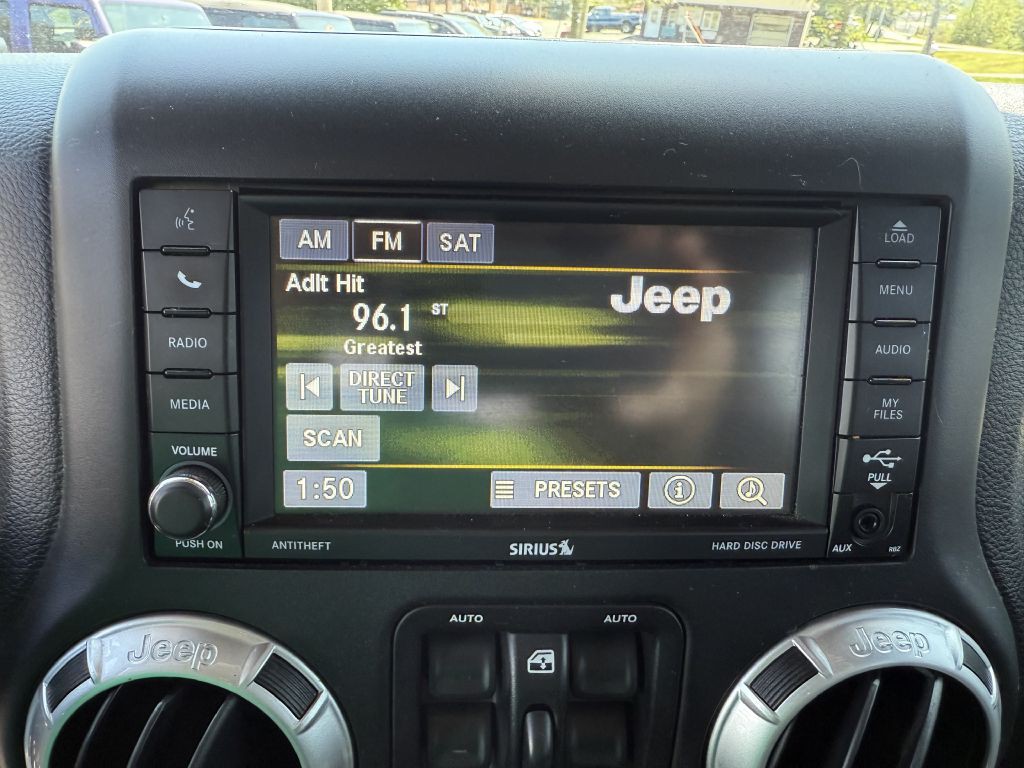 AM FM SAT
Adlt Hit
96.1 ST
Greatest
Jeep
DIRECT
TUNE
SCAN
1:50 PRESETS
RADIO
MEDIA
VOLUME
PUSH ON
LOAD
MENU
AUDIO
MY
FILES
PULL
AUX RBZ
ANTITHEFT SIRIUS HARD DISC DRIVE
AUTO AUTO
Jeep Jeep